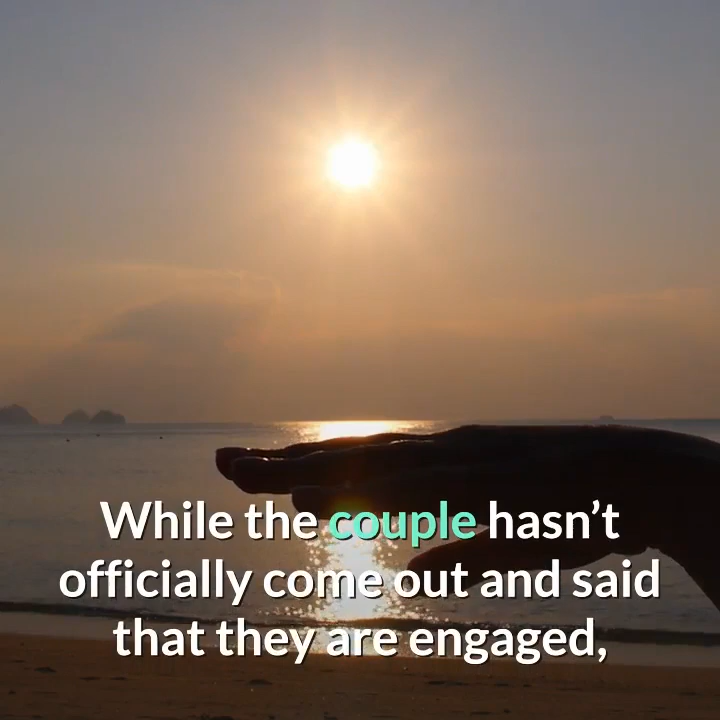 While the couple hasn’t
officially come out and said
that they are engaged,